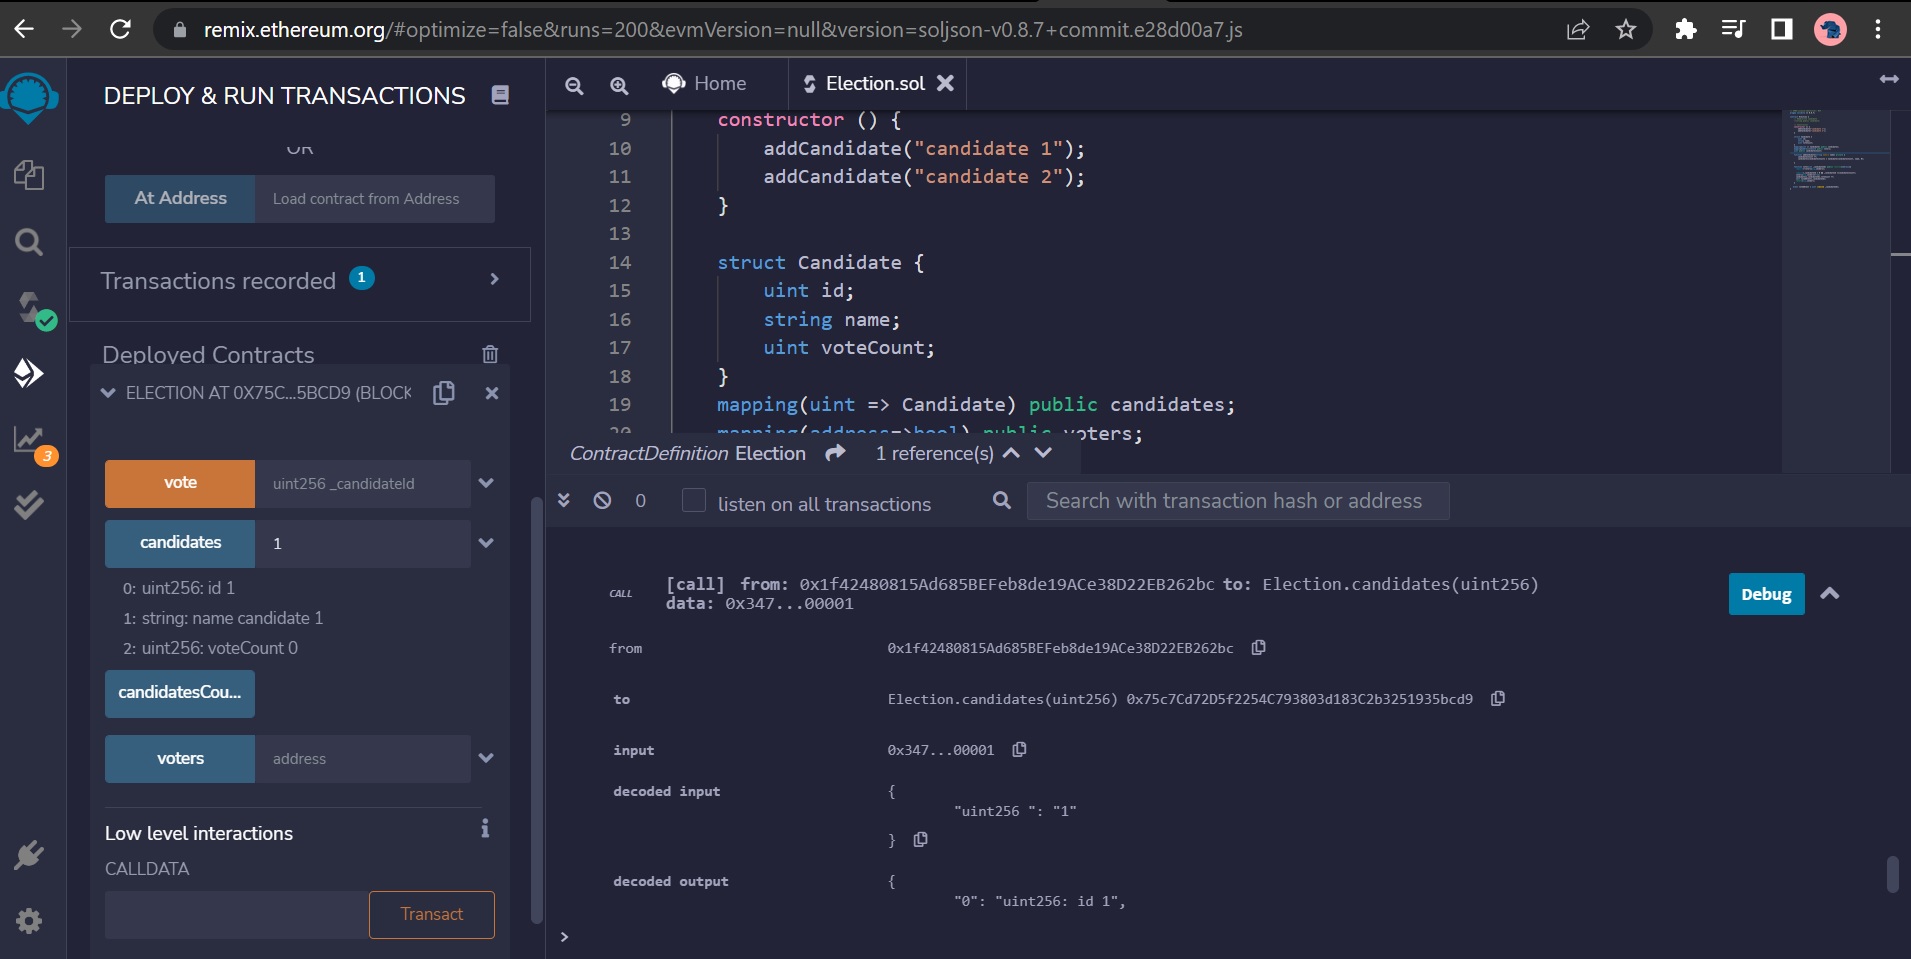 remix.ethereum.org/#optimize=false&runs=200&evmVersion=null&version=soljson-v0.8.7+commit.e28d00a7.js
DEPLOY & RUN TRANSACTIONS
OR
At Address
Load contract from Address
Transactions recorded 1
Deployed Contracts
ELECTION AT 0X75C...5BCD9 (BLOCK
3
vote
uint256 _candidateId
candidates
1
0: uint256: id 1
1: string: name candidate 1
2: uint256: voteCount 0
candidatesCou...
voters
address
Low level interactions
CALLDATA
Transact
Home
Election.sol
9 constructor () {
10 addCandidate("candidate 1");
11 addCandidate("candidate 2");
12 }
13
14 struct Candidate {
15 uint id;
16 string name;
17 uint voteCount;
18 }
19 mapping(uint => Candidate) public candidates;
20 mapping(address=>bool) public voters;
ContractDefinition Election 1 reference(s)
0 listen on all transactions
Search with transaction hash or address
CALL
[call] from: 0x1f42480815Ad685BEFeb8de19ACe38D22EB262bc to: Election.candidates(uint256)
data: 0x347...00001
Debug
from 0x1f42480815Ad685BEFeb8de19ACe38D22EB262bc
to Election.candidates(uint256) 0x75c7Cd72D5f2254C793803d183C2b3251935bcd9
input 0x347...00001
decoded input {
"uint256 ": "1"
}
decoded output {
"0": "uint256: id 1",
>